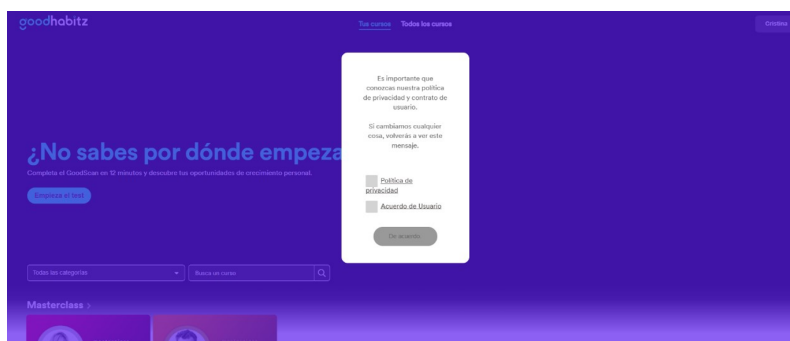 goodhabitz
Tus cursos Todos los cursos
Cristina
Es importante que
conozcas nuestra política
de privacidad y contrato de
usuario.
Si cambiamos cualquier
cosa, volverás a ver este
mensaje.
¿No sabes por dónde empeza
Completa el GoodScan en 12 minutos y descubre tus oportunidades de crecimiento personal.
Empieza el test
Política de
privacidad
Acuerdo de Usuario
De acuerdo
Todas las categorías
Busca un curso
Masterclass